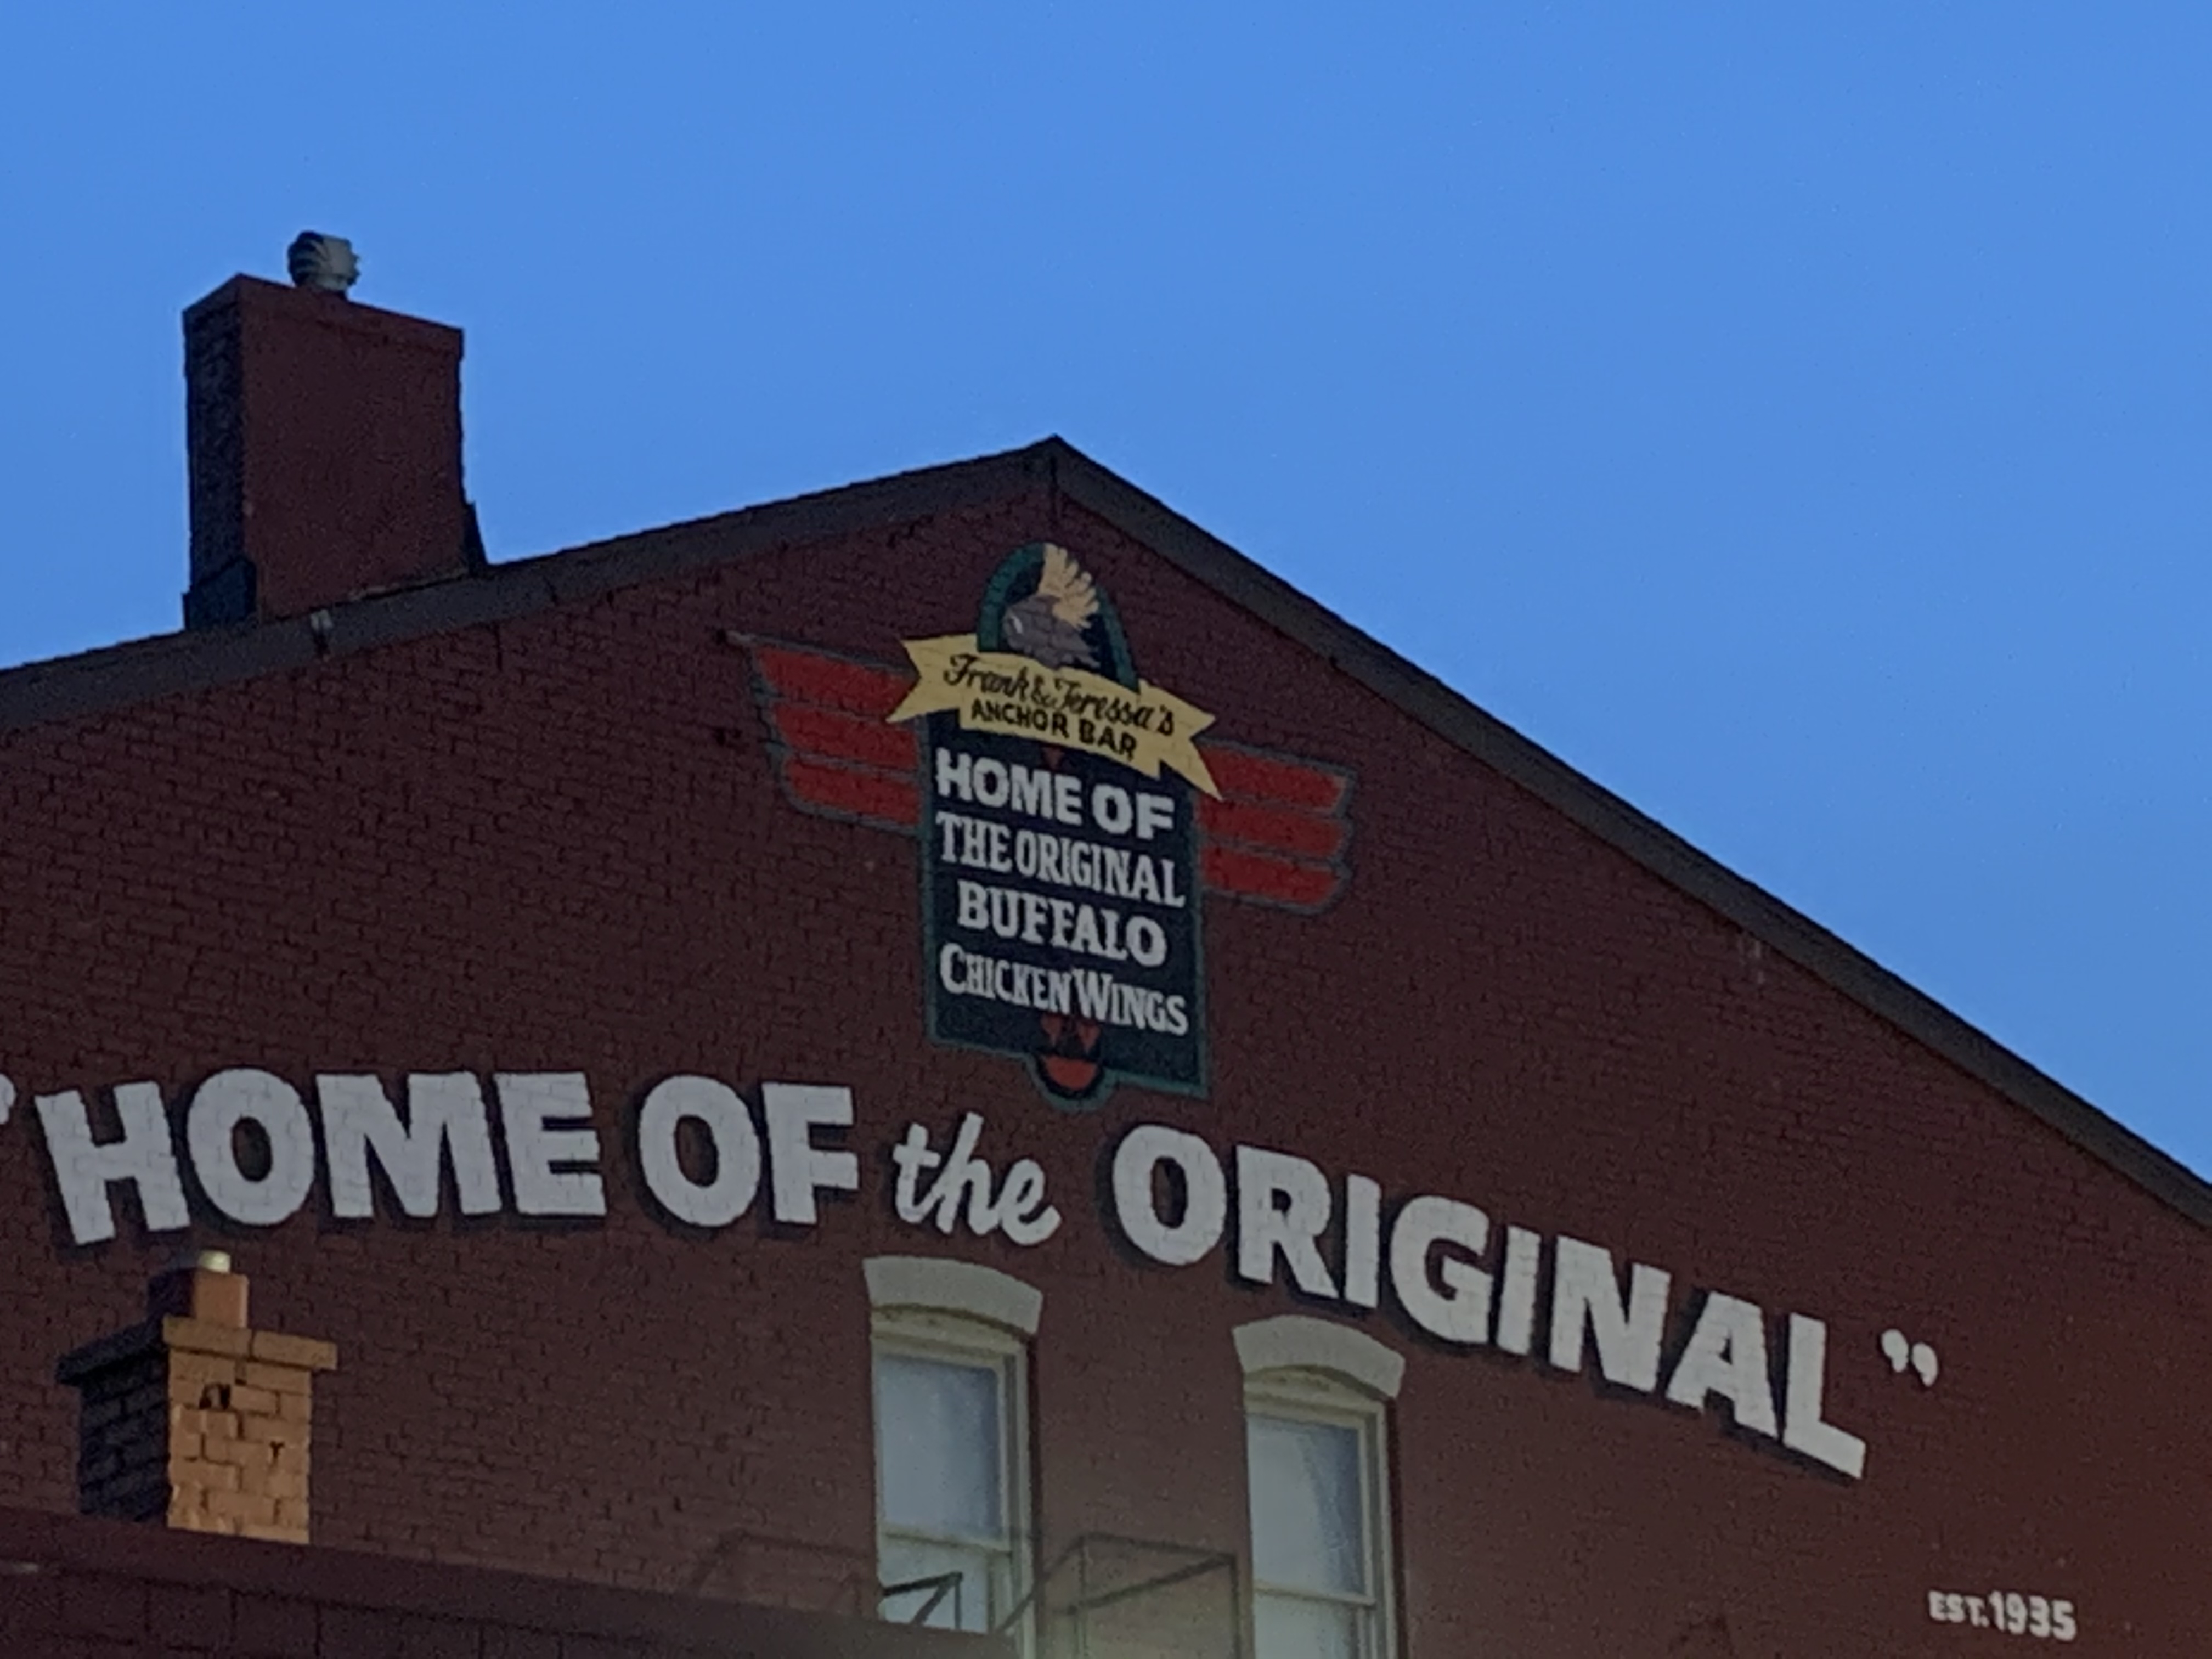 Frank & Teressa's
ANCHOR BAR
HOME OF
THE ORIGINAL
BUFFALO
CHICKEN WINGS
"HOME OF the ORIGINAL"
EST. 1935